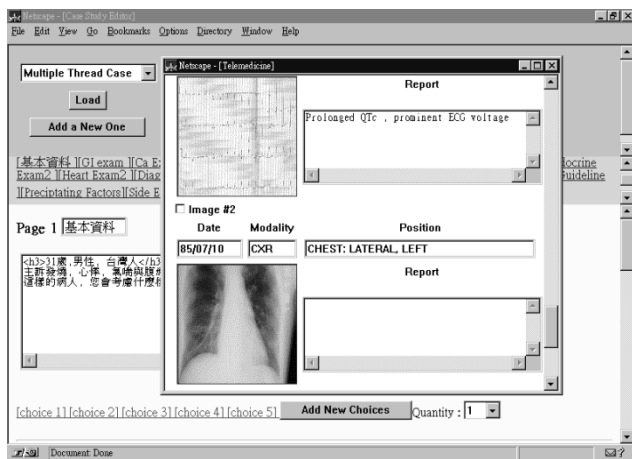 Netscape - [Case Study Editor]
File Edit View Go Bookmarks Options Directory Window Help
Multiple Thread Case
Load
Add a New One
[基本資料 ][GI exam ][Ca E
Exam2 ][Heart Exam2 ][Diag
][Preciptating Factors][Side E
docrine
Guideline
Page 1 基本資料
<h3>31歲,男性, 台灣人</h3
主訴發燒, 心悸, 氣喘與腹
這樣的病人, 您會考慮什麼
Netscape - [Telemedicine]
Report
Prolonged QTc , prominent ECG voltage
Image #2
Date Modality Position
85/07/10 CXR CHEST: LATERAL, LEFT
Report
[choice 1] [choice 2] [choice 3] [choice 4] [choice 5] Add New Choices Quantity : 1
Document: Done